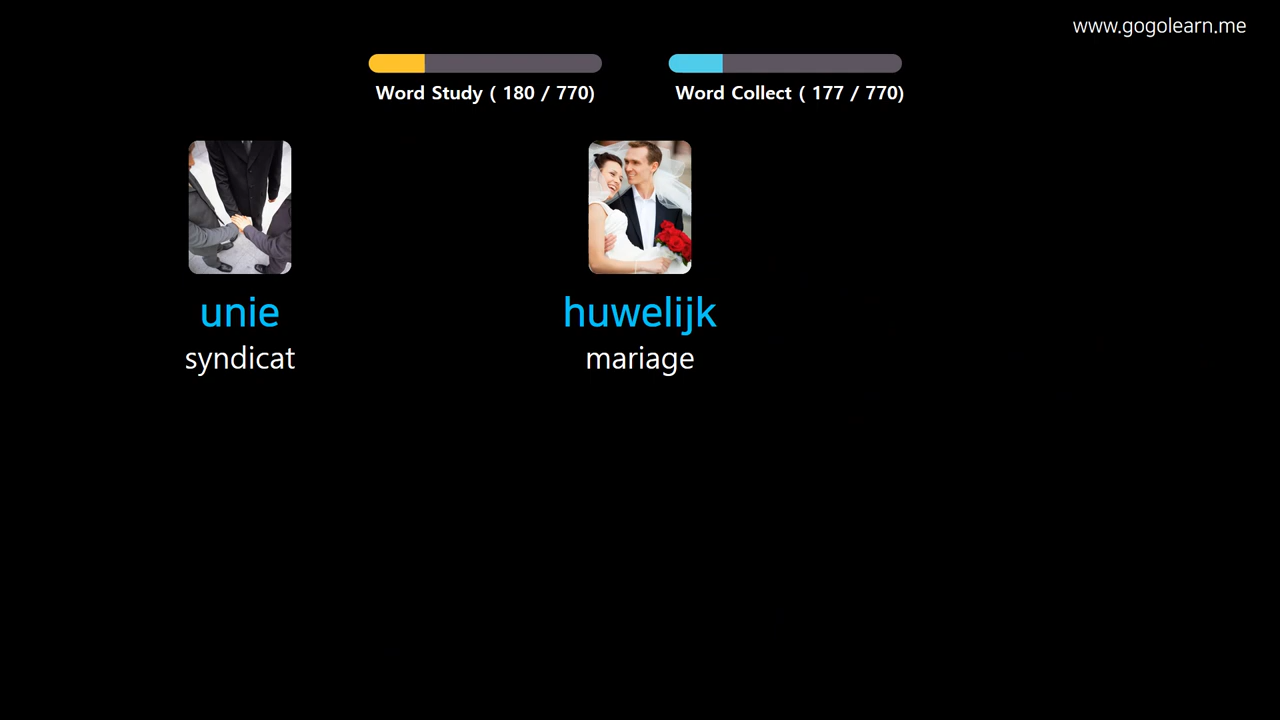 www.gogolearn.me
Word Study ( 180 / 770)
Word Collect ( 177 / 770)
unie
syndicat
huwelijk
mariage